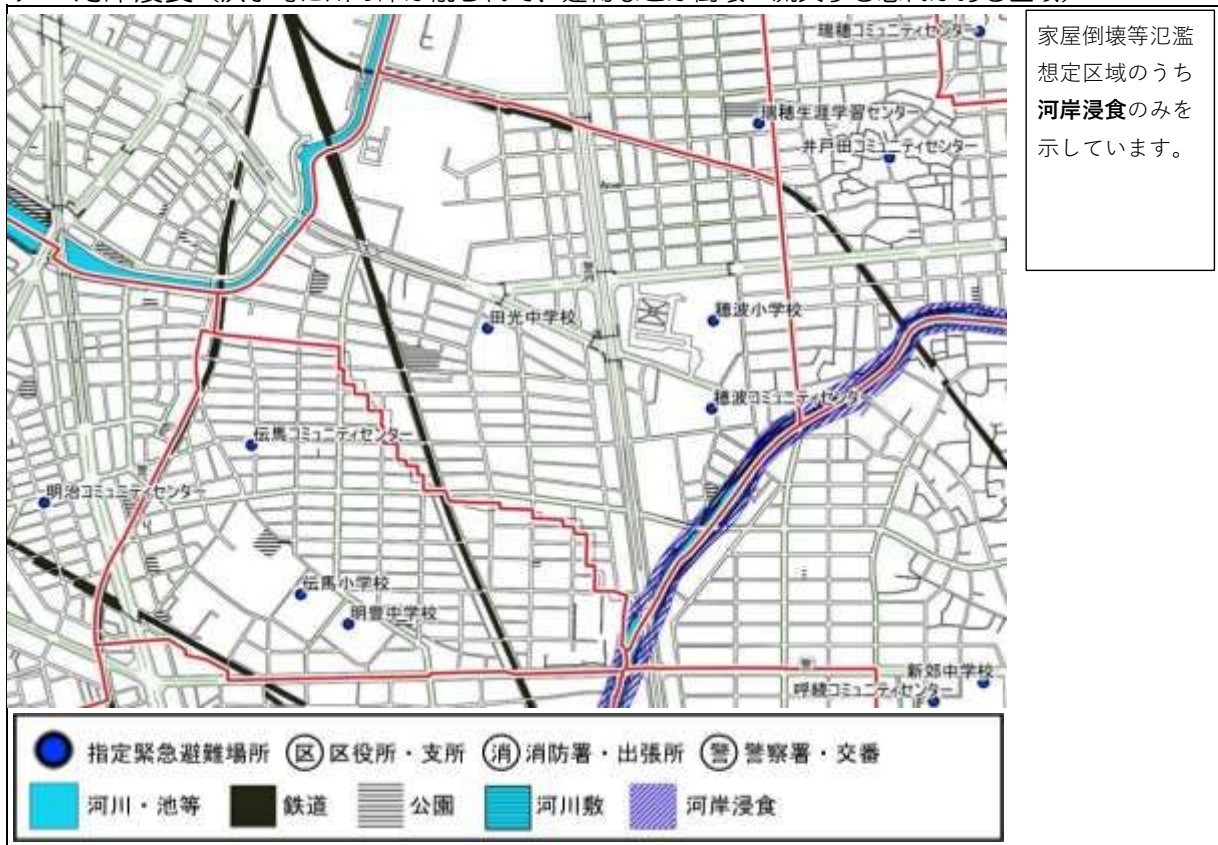 瑞穂コミュニティセンター
瑞穂生涯学習センター
井戸田コミュニティセンター
田光中学校
穂波小学校
穂波コミュニティセンター
伝馬コミュニティセンター
明治コミュニティセンター
伝馬小学校
明豊中学校
新郊中学校
呼続コミュニティセンター
家屋倒壊等氾濫
想定区域のうち
河岸浸食のみを
示しています。
指定緊急避難場所 区 区役所・支所 消 消防署・出張所 警 警察署・交番
河川・池等 鉄道 公園 河川敷 河岸浸食